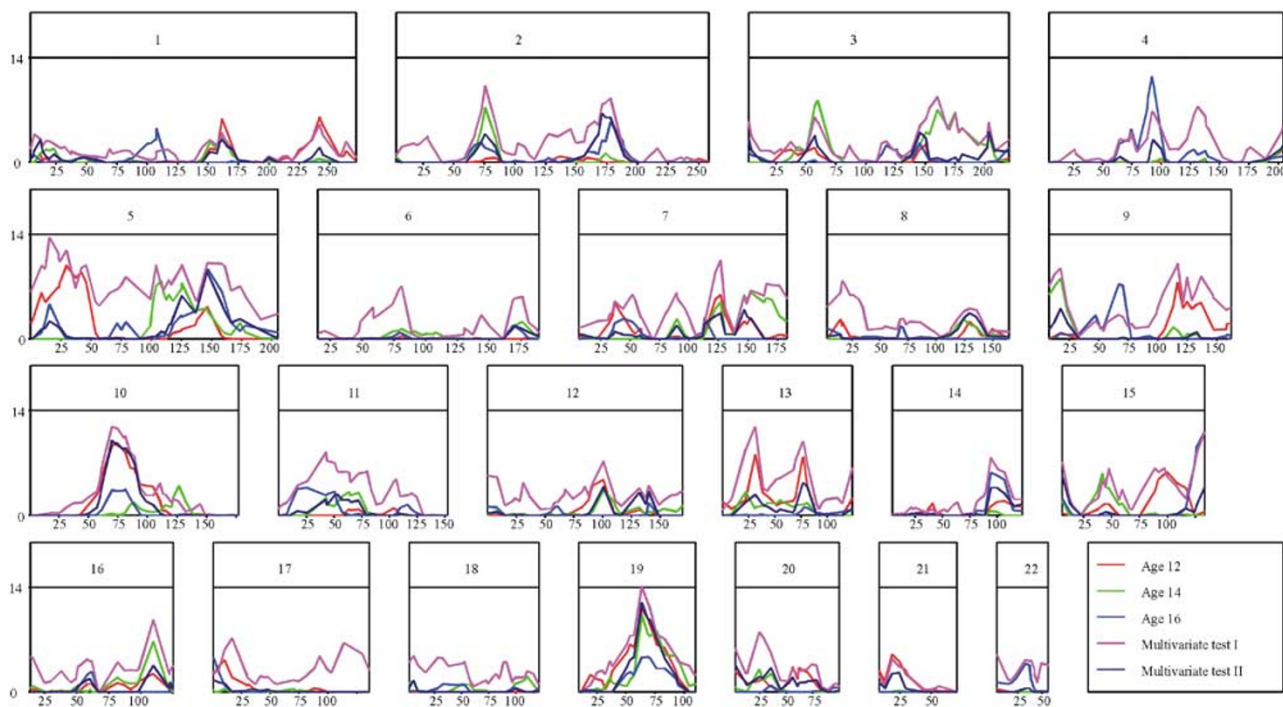 1 2 3 4
14
0
25 50 75 100 125 150 175 200 225 250
25 50 75 100 125 150 175 200 225 250
25 50 75 100 125 150 175 200
25 50 75 100 125 150 175 200
5 6 7 8 9
14
0
25 50 75 100 125 150 175 200
25 50 75 100 125 150 175
25 50 75 100 125 150 175
25 50 75 100 125 150
25 50 75 100 125 150
10 11 12 13 14 15
14
0
25 50 75 100 125 150
25 50 75 100 125 150
25 50 75 100 125 150
25 50 75 100
25 50 75 100
25 50 75 100
16 17 18 19 20 21 22
14
0
25 50 75 100
25 50 75 100
25 50 75 100
25 50 75 100
25 50 75
25 50
25 50
Age 12
Age 14
Age 16
Multivariate test I
Multivariate test II